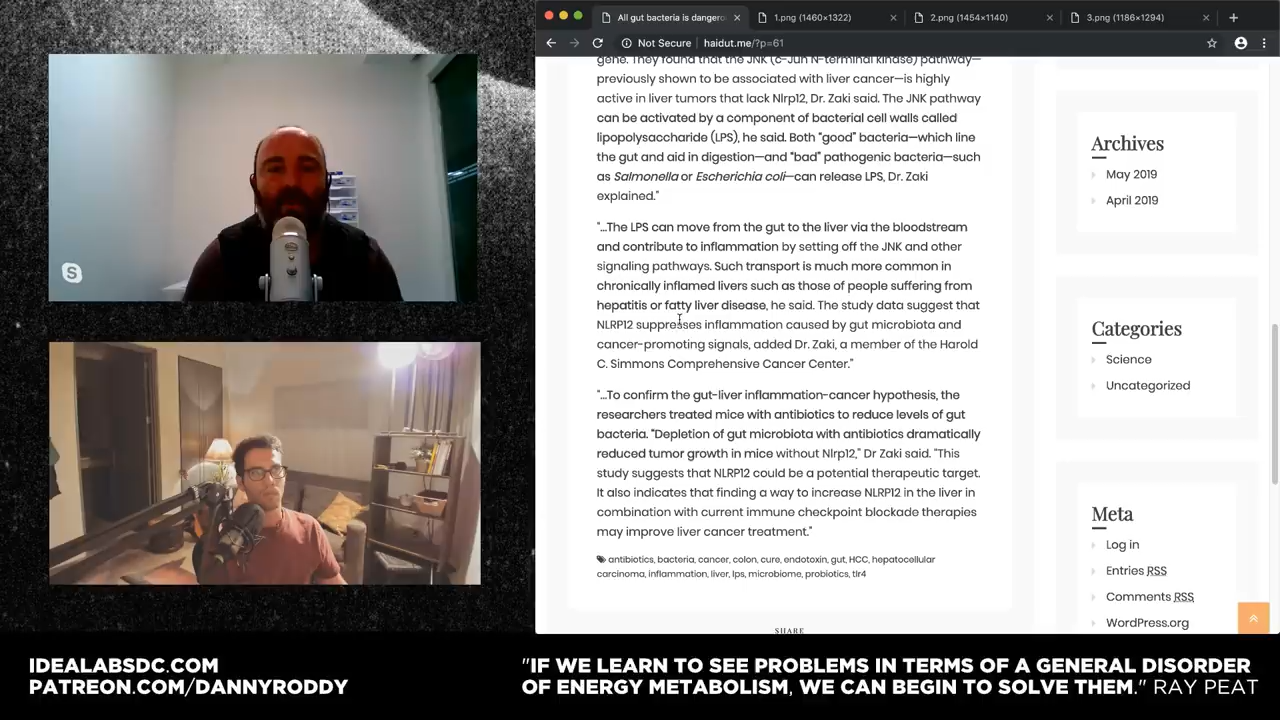 All gut bacteria is dangero
1.png (1460×1322)
2.png (1454×1140)
3.png (1186×1294)
Not Secure
haidut.me/?p=61
gene. They found that the JNK (c-Jun N-terminal kinase) pathway—
previously shown to be associated with liver cancer—is highly
active in liver tumors that lack Nlrp12, Dr. Zaki said. The JNK pathway
can be activated by a component of bacterial cell walls called
lipopolysaccharide (LPS), he said. Both "good" bacteria—which line
the gut and aid in digestion—and "bad" pathogenic bacteria—such
as Salmonella or Escherichia coli—can release LPS, Dr. Zaki
explained."
"...The LPS can move from the gut to the liver via the bloodstream
and contribute to inflammation by setting off the JNK and other
signaling pathways. Such transport is much more common in
chronically inflamed livers such as those of people suffering from
hepatitis or fatty liver disease, he said. The study data suggest that
NLRP12 suppresses inflammation caused by gut microbiota and
cancer-promoting signals, added Dr. Zaki, a member of the Harold
C. Simmons Comprehensive Cancer Center."
"...To confirm the gut-liver inflammation-cancer hypothesis, the
researchers treated mice with antibiotics to reduce levels of gut
bacteria. "Depletion of gut microbiota with antibiotics dramatically
reduced tumor growth in mice without Nlrp12," Dr Zaki said. "This
study suggests that NLRP12 could be a potential therapeutic target.
It also indicates that finding a way to increase NLRP12 in the liver in
combination with current immune checkpoint blockade therapies
may improve liver cancer treatment."
antibiotics, bacteria, cancer, colon, cure, endotoxin, gut, HCC, hepatocellular
carcinoma, inflammation, liver, lps, microbiome, probiotics, tlr4
SHARE
Archives
May 2019
April 2019
Categories
Science
Uncategorized
Meta
Log in
Entries RSS
Comments RSS
WordPress.org
IDEALABSDC.COM
PATREON.COM/DANNYRODDY
"IF WE LEARN TO SEE PROBLEMS IN TERMS OF A GENERAL DISORDER
OF ENERGY METABOLISM, WE CAN BEGIN TO SOLVE THEM." RAY PEAT